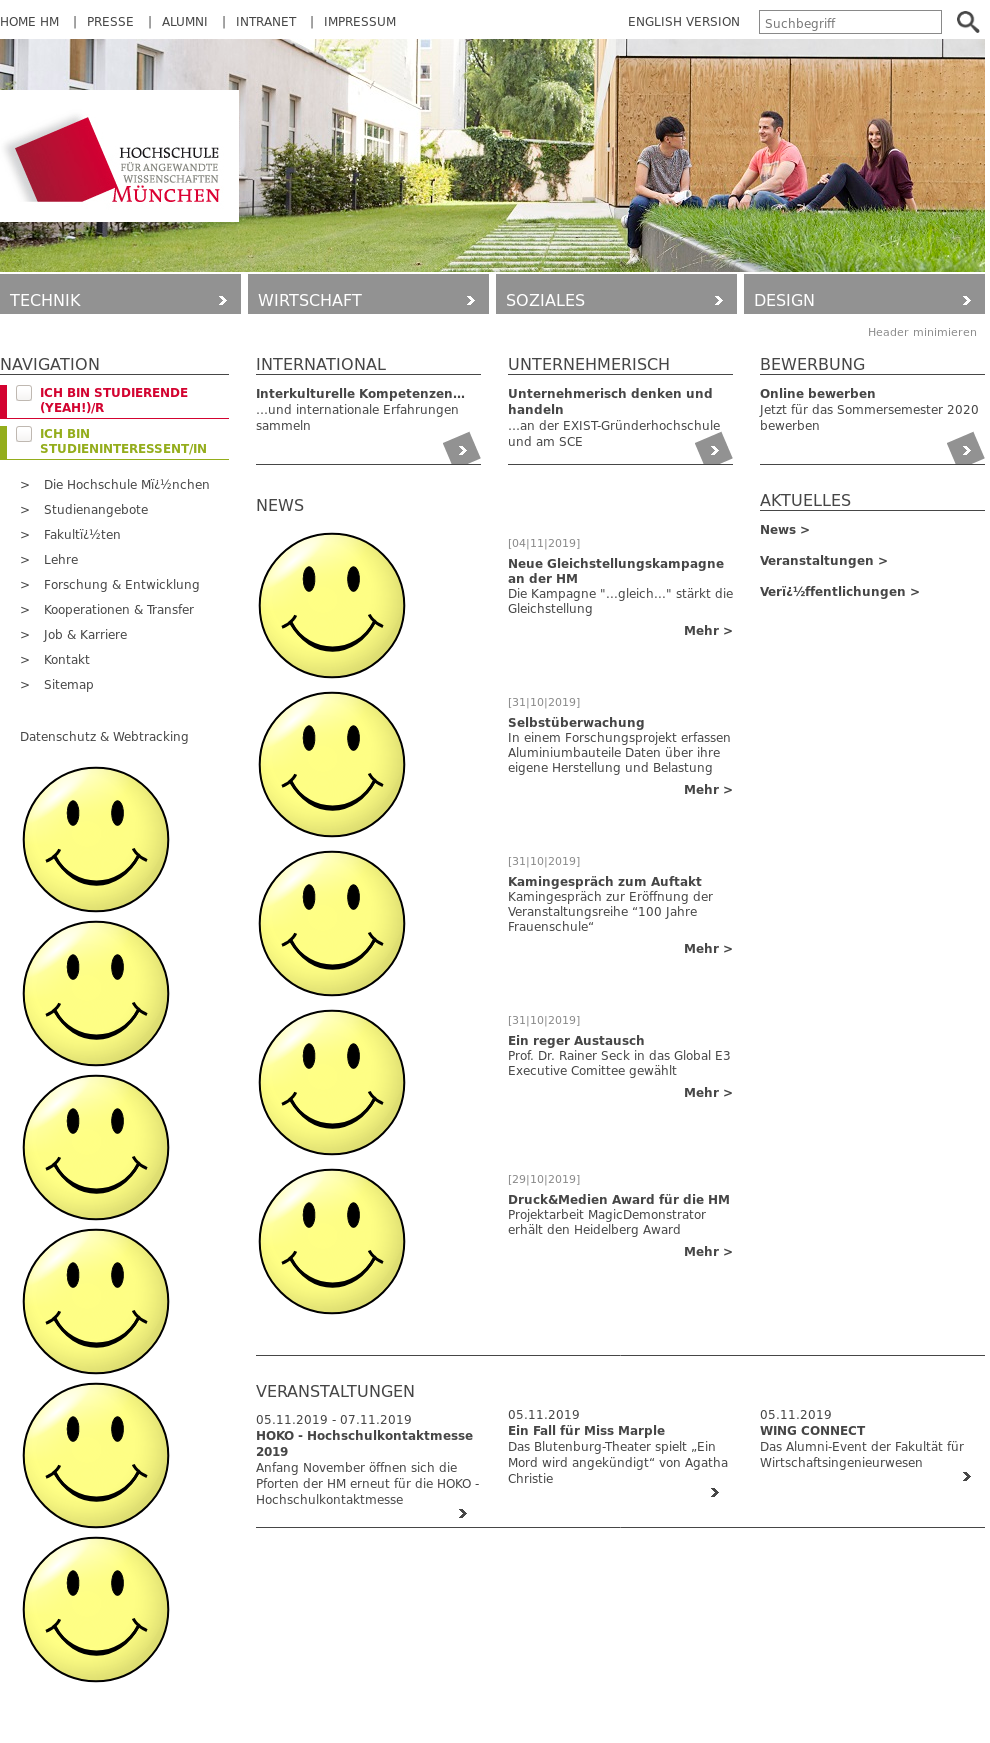 HOME HM | PRESSE | ALUMNI | INTRANET | IMPRESSUM
ENGLISH VERSION
Suchbegriff
HOCHSCHULE
FÜR ANGEWANDTE
WISSENSCHAFTEN
MÜNCHEN
TECHNIK
WIRTSCHAFT
SOZIALES
DESIGN
Header minimieren
NAVIGATION
ICH BIN STUDIERENDE
(YEAH!)/R
ICH BIN
STUDIENINTERESSENT/IN
> Die Hochschule Mï¿½nchen
> Studienangebote
> Fakultï¿½ten
> Lehre
> Forschung & Entwicklung
> Kooperationen & Transfer
> Job & Karriere
> Kontakt
> Sitemap
Datenschutz & Webtracking
INTERNATIONAL
Interkulturelle Kompetenzen...
...und internationale Erfahrungen
sammeln
UNTERNEHMERISCH
Unternehmerisch denken und
handeln
...an der EXIST-Gründerhochschule
und am SCE
BEWERBUNG
Online bewerben
Jetzt für das Sommersemester 2020
bewerben
NEWS
[04|11|2019]
Neue Gleichstellungskampagne
an der HM
Die Kampagne "...gleich..." stärkt die
Gleichstellung
Mehr >
[31|10|2019]
Selbstüberwachung
In einem Forschungsprojekt erfassen
Aluminiumbauteile Daten über ihre
eigene Herstellung und Belastung
Mehr >
[31|10|2019]
Kamingespräch zum Auftakt
Kamingespräch zur Eröffnung der
Veranstaltungsreihe “100 Jahre
Frauenschule“
Mehr >
[31|10|2019]
Ein reger Austausch
Prof. Dr. Rainer Seck in das Global E3
Executive Comittee gewählt
Mehr >
[29|10|2019]
Druck&Medien Award für die HM
Projektarbeit MagicDemonstrator
erhält den Heidelberg Award
Mehr >
AKTUELLES
News >
Veranstaltungen >
Verï¿½ffentlichungen >
VERANSTALTUNGEN
05.11.2019 - 07.11.2019
HOKO - Hochschulkontaktmesse
2019
Anfang November öffnen sich die
Pforten der HM erneut für die HOKO -
Hochschulkontaktmesse
05.11.2019
Ein Fall für Miss Marple
Das Blutenburg-Theater spielt „Ein
Mord wird angekündigt“ von Agatha
Christie
05.11.2019
WING CONNECT
Das Alumni-Event der Fakultät für
Wirtschaftsingenieurwesen